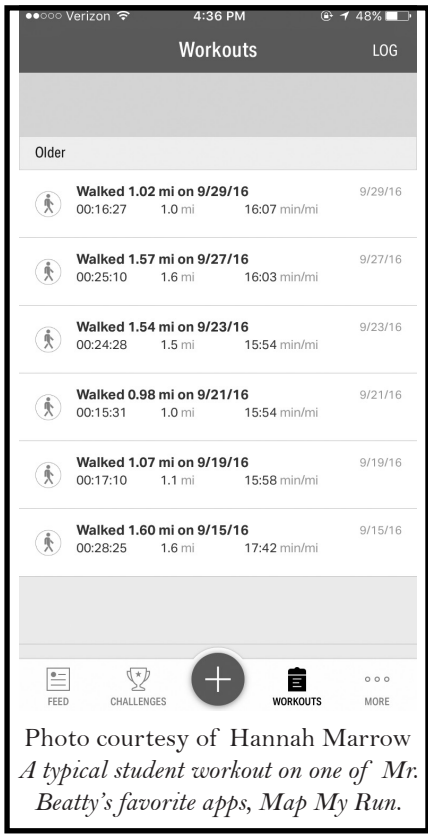 Verizon 4:36 PM 48%
Workouts LOG
Older
Walked 1.02 mi on 9/29/16 9/29/16
00:16:27 1.0 mi 16:07 min/mi
Walked 1.57 mi on 9/27/16 9/27/16
00:25:10 1.6 mi 16:03 min/mi
Walked 1.54 mi on 9/23/16 9/23/16
00:24:28 1.5 mi 15:54 min/mi
Walked 0.98 mi on 9/21/16 9/21/16
00:15:31 1.0 mi 15:54 min/mi
Walked 1.07 mi on 9/19/16 9/19/16
00:17:10 1.1 mi 15:58 min/mi
Walked 1.60 mi on 9/15/16 9/15/16
00:28:25 1.6 mi 17:42 min/mi
FEED CHALLENGES WORKOUTS MORE
Photo courtesy of Hannah Marrow
A typical student workout on one of Mr.
Beatty's favorite apps, Map My Run.